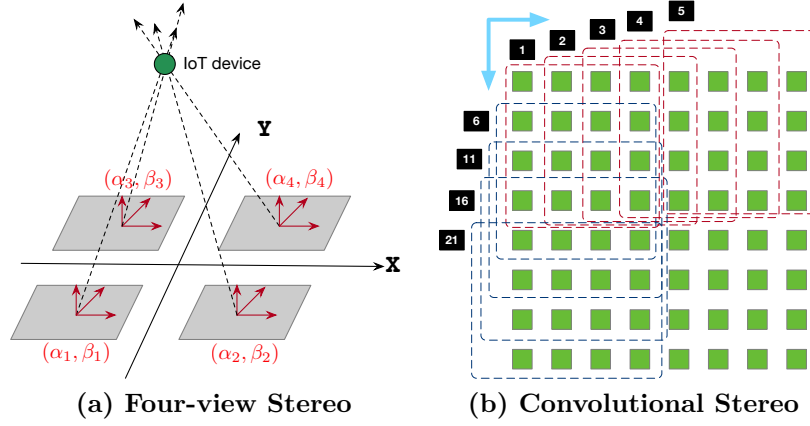 IoT device
Y
(α₃, β₃)
(α₄, β₄)
X
(α₁, β₁)
(α₂, β₂)
(a) Four-view Stereo
1
2
3
4
5
6
11
16
21
(b) Convolutional Stereo